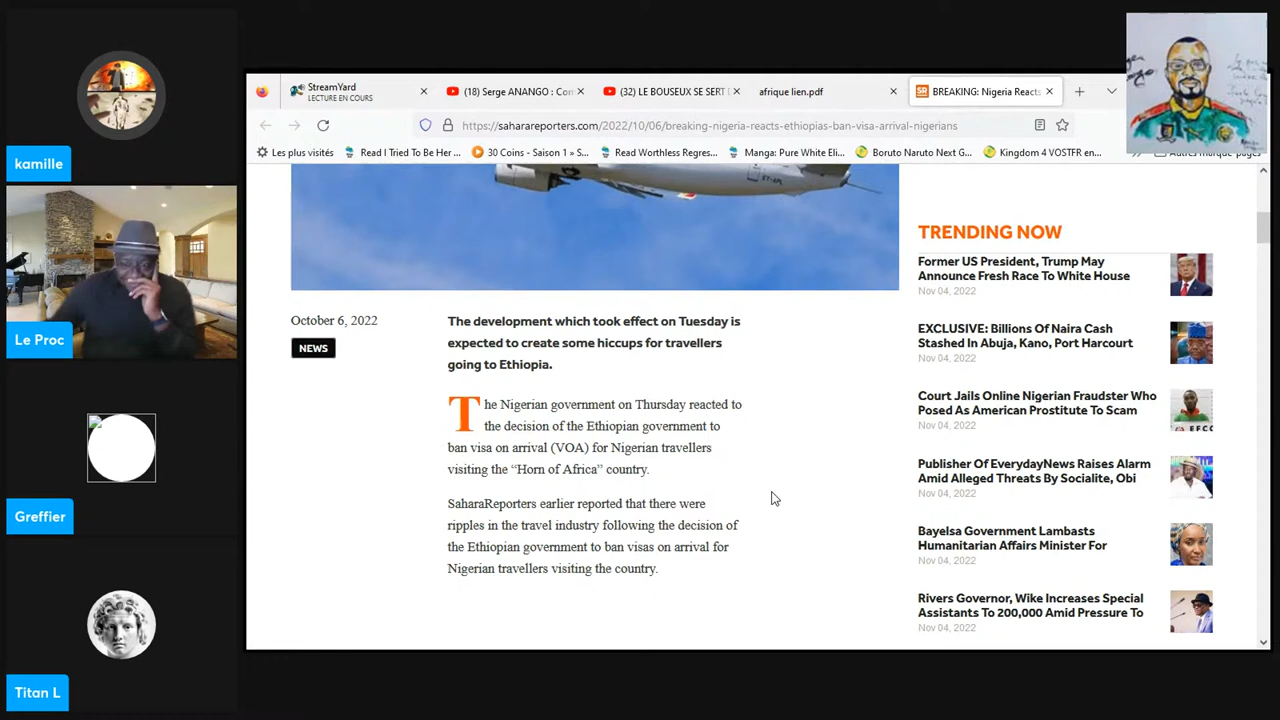 kamille
Le Proc
Greffier
Titan L
StreamYard
LECTURE EN COURS
(18) Serge ANANGO : Con
(32) LE BOUSEUX SE SERT D
afrique lien.pdf
SR BREAKING: Nigeria Reacts
https://saharareporters.com/2022/10/06/breaking-nigeria-reacts-ethiopias-ban-visa-arrival-nigerians
Les plus visités
Read I Tried To Be Her ...
30 Coins - Saison 1 » S...
Read Worthless Regres...
Manga: Pure White Eli...
Boruto Naruto Next G...
Kingdom 4 VOSTFR en...
Autres marque-pages
October 6, 2022
NEWS
The development which took effect on Tuesday is
expected to create some hiccups for travellers
going to Ethiopia.
The Nigerian government on Thursday reacted to
the decision of the Ethiopian government to
ban visa on arrival (VOA) for Nigerian travellers
visiting the “Horn of Africa” country.
SaharaReporters earlier reported that there were
ripples in the travel industry following the decision of
the Ethiopian government to ban visas on arrival for
Nigerian travellers visiting the country.
TRENDING NOW
Former US President, Trump May
Announce Fresh Race To White House
Nov 04, 2022
EXCLUSIVE: Billions Of Naira Cash
Stashed In Abuja, Kano, Port Harcourt
Nov 04, 2022
Court Jails Online Nigerian Fraudster Who
Posed As American Prostitute To Scam
Nov 04, 2022
EFCC
Publisher Of EverydayNews Raises Alarm
Amid Alleged Threats By Socialite, Obi
Nov 04, 2022
Bayelsa Government Lambasts
Humanitarian Affairs Minister For
Nov 04, 2022
Rivers Governor, Wike Increases Special
Assistants To 200,000 Amid Pressure To
Nov 04, 2022